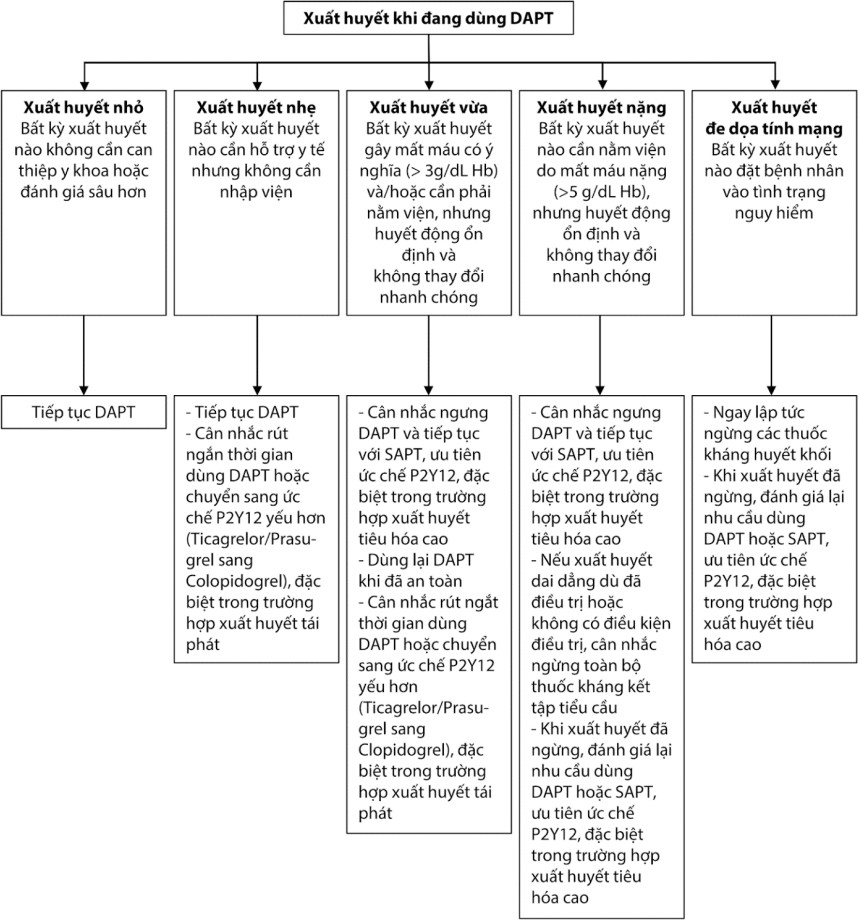 Xuất huyết khi đang dùng DAPT
Xuất huyết nhỏ
Bất kỳ xuất huyết
nào không cần can
thiệp y khoa hoặc
đánh giá sâu hơn
Xuất huyết nhẹ
Bất kỳ xuất huyết
nào cần hỗ trợ y tế
nhưng không cần
nhập viện
Xuất huyết vừa
Bất kỳ xuất huyết
gây mất máu có ý
nghĩa (> 3g/dL Hb)
và/hoặc cần phải
nằm viện, nhưng
huyết động ổn
định và
không thay đổi
nhanh chóng
Xuất huyết nặng
Bất kỳ xuất huyết
nào cần nằm viện
do mất máu nặng
(>5 g/dL Hb),
nhưng huyết động
ổn định và
không thay đổi
nhanh chóng
Xuất huyết
đe dọa tính mạng
Bất kỳ xuất huyết
nào đặt bệnh nhân
vào tình trạng
nguy hiểm
Tiếp tục DAPT
- Tiếp tục DAPT
- Cân nhắc rút
ngắn thời gian
dùng DAPT hoặc
chuyển sang ức
chế P2Y12 yếu hơn
(Ticagrelor/Prasu-
grel sang
Colopidogrel), đặc
biệt trong trường
hợp xuất huyết tái
phát
- Cân nhắc ngưng
DAPT và tiếp tục
với SAPT, ưu tiên
ức chế P2Y12, đặc
biệt trong trường
hợp xuất huyết
tiêu hóa cao
- Dùng lại DAPT
khi đã an toàn
- Cân nhắc rút ngắt
thời gian dùng
DAPT hoặc chuyển
sang ức chế P2Y12
yếu hơn
(Ticagrelor/Prasu-
grel sang
Clopidogrel), đặc
biệt trong trường
hợp xuất huyết tái
phát
- Cân nhắc ngưng
DAPT và tiếp tục
với SAPT, ưu tiên
ức chế P2Y12, đặc
biệt trong trường
hợp xuất huyết
tiêu hóa cao
- Nếu xuất huyết
dai dẳng dù đã
điều trị hoặc
không có điều kiện
điều trị, cân nhắc
ngừng toàn bộ
thuốc kháng kết
tập tiểu cầu
- Khi xuất huyết đã
ngừng, đánh giá lại
nhu cầu dùng
DAPT hoặc SAPT,
ưu tiên ức chế
P2Y12, đặc biệt
trong trường hợp
xuất huyết tiêu
hóa cao
- Ngay lập tức
ngừng các thuốc
kháng huyết khối
- Khi xuất huyết đã
ngừng, đánh giá lại
nhu cầu dùng
DAPT hoặc SAPT,
ưu tiên ức chế
P2Y12, đặc biệt
trong trường hợp
xuất huyết tiêu
hóa cao